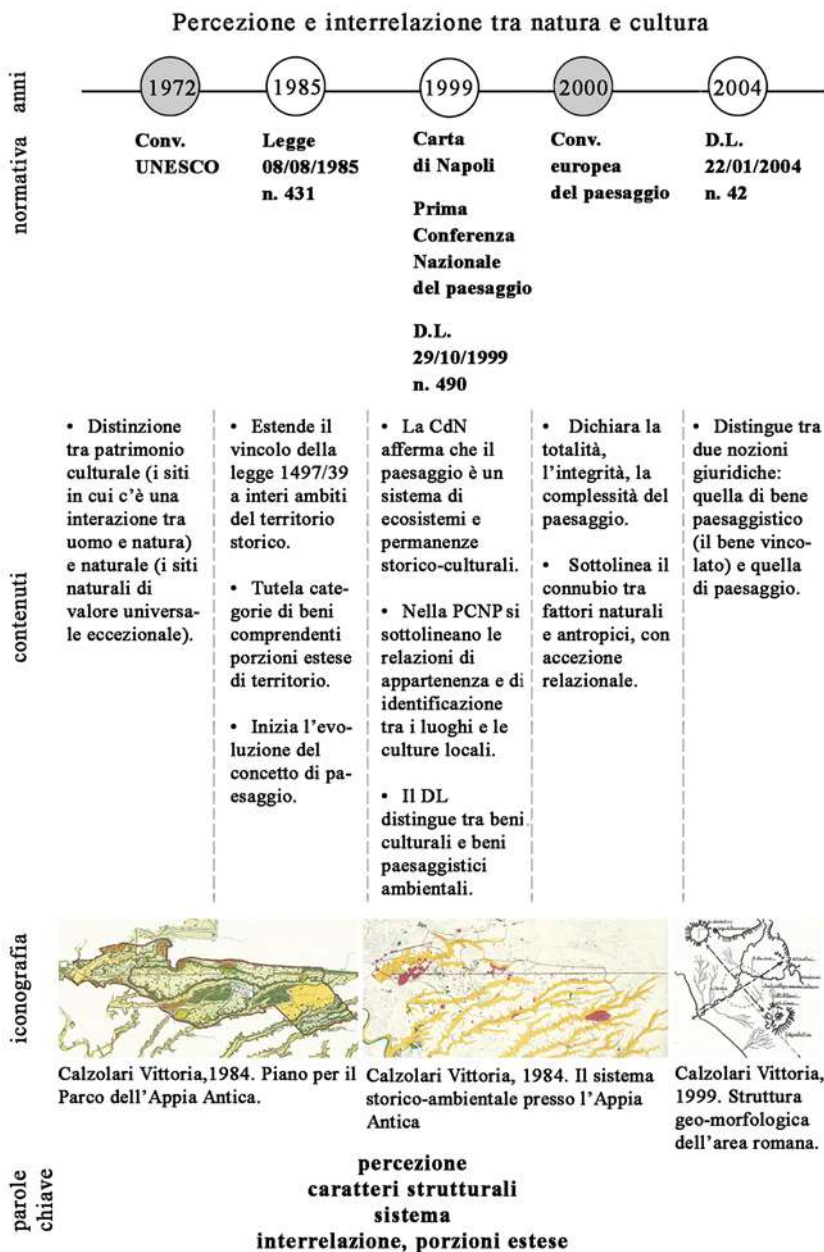 Percezione e interrelazione tra natura e cultura
anni
1972
1985
1999
2000
2004
normativa
Conv.
UNESCO
Legge
08/08/1985
n. 431
Carta
di Napoli
Prima
Conferenza
Nazionale
del paesaggio
D.L.
29/10/1999
n. 490
Conv.
europea
del paesaggio
D.L.
22/01/2004
n. 42
contenuti
• Distinzione
tra patrimonio
culturale (i siti
in cui c'è una
interazione tra
uomo e natura)
e naturale (i siti
naturali di
valore universa-
le eccezionale).
• Estende il
vincolo della
legge 1497/39
a interi ambiti
del territorio
storico.
• Tutela cate-
gorie di beni
comprendenti
porzioni estese
di territorio.
• Inizia l'evo-
luzione del
concetto di pa-
esaggio.
• La CdN
afferma che il
paesaggio è un
sistema di
ecosistemi e
permanenze
storico-culturali.
• Nella PCNP si
sottolineano le
relazioni di
appartenenza e di
identificazione
tra i luoghi e le
culture locali.
• Il DL
distingue tra beni
culturali e beni
paesaggistici
ambientali.
• Dichiara la
totalità,
l'integrità, la
complessità del
paesaggio.
• Sottolinea il
connubio tra
fattori naturali
e antropici, con
accezione
relazionale.
• Distingue tra
due nozioni
giuridiche:
quella di bene
paesaggistico
(il bene vinco-
lato) e quella
di paesaggio.
iconografia
Calzolari Vittoria,1984. Piano per il
Parco dell'Appia Antica.
Calzolari Vittoria, 1984. Il sistema
storico-ambientale presso l'Appia
Antica
Calzolari Vittoria,
1999. Struttura
geo-morfologica
dell'area romana.
parole
chiave
percezione
caratteri strutturali
sistema
interrelazione, porzioni estese